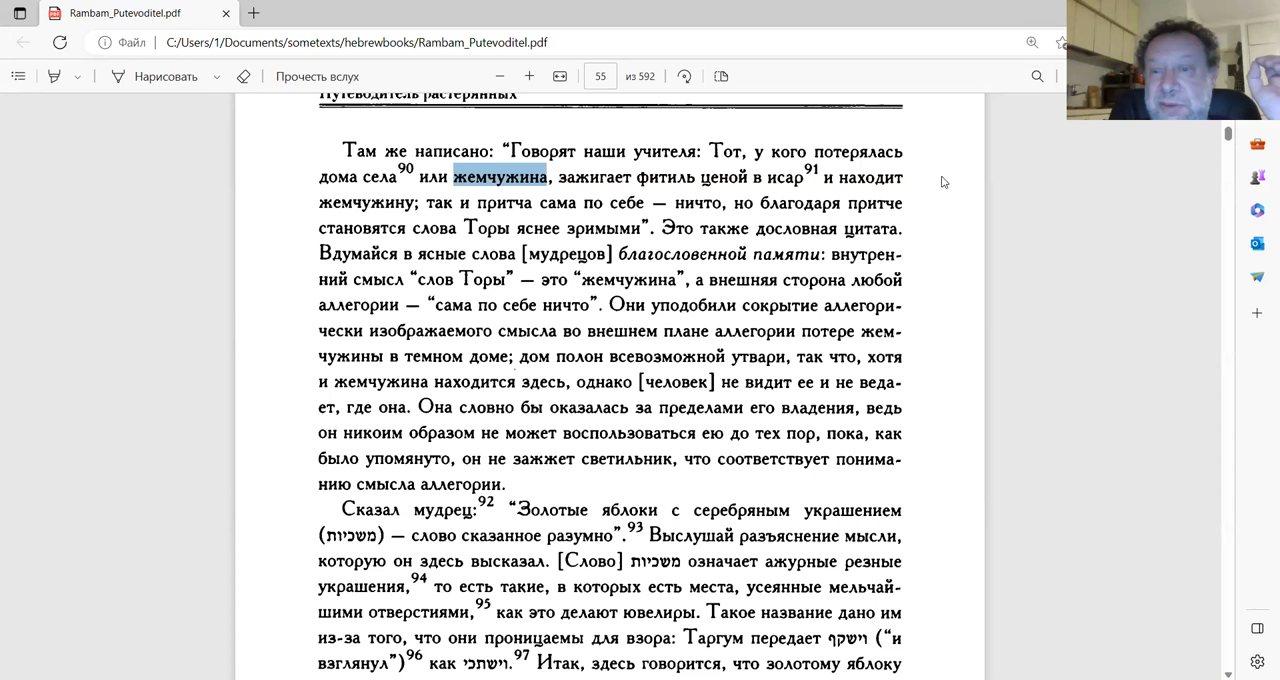 Rambam_Putevoditel.pdf
Файл C:/Users/1/Documents/sometexts/hebrewbooks/Rambam_Putevoditel.pdf
Нарисовать Прочесть вслух 55 из 592
Путеводитель растерянных
Там же написано: “Говорят наши учителя: Тот, у кого потерялась
дома села90 или жемчужина, зажигает фитиль ценой в исар91 и находит
жемчужину; так и притча сама по себе — ничто, но благодаря притче
становятся слова Торы яснее зримыми”. Это также дословная цитата.
Вдумайся в ясные слова [мудрецов] благословенной памяти: внутрен-
ний смысл “слов Торы” — это “жемчужина”, а внешняя сторона любой
аллегории — “сама по себе ничто”. Они уподобили сокрытие аллегори-
чески изображаемого смысла во внешнем плане аллегории потере жем-
чужины в темном доме; дом полон всевозможной утвари, так что, хотя
и жемчужина находится здесь, однако [человек] не видит ее и не веда-
ет, где она. Она словно бы оказалась за пределами его владения, ведь
он никоим образом не может воспользоваться ею до тех пор, пока, как
было упомянуто, он не зажжет светильник, что соответствует понима-
нию смысла аллегории.
Сказал мудрец:92 “Золотые яблоки с серебряным украшением
(משכיות) — слово сказанное разумно”.93 Выслушай разъяснение мысли,
которую он здесь высказал. [Слово] משכיות означает ажурные резные
украшения,94 то есть такие, в которых есть места, усеянные мельчай-
шими отверстиями,95 как это делают ювелиры. Такое название дано им
из-за того, что они проницаемы для взора: Таргум передает וישקף (“и
взглянул”)96 как ויסתכי.97 Итак, здесь говорится, что золотому яблоку